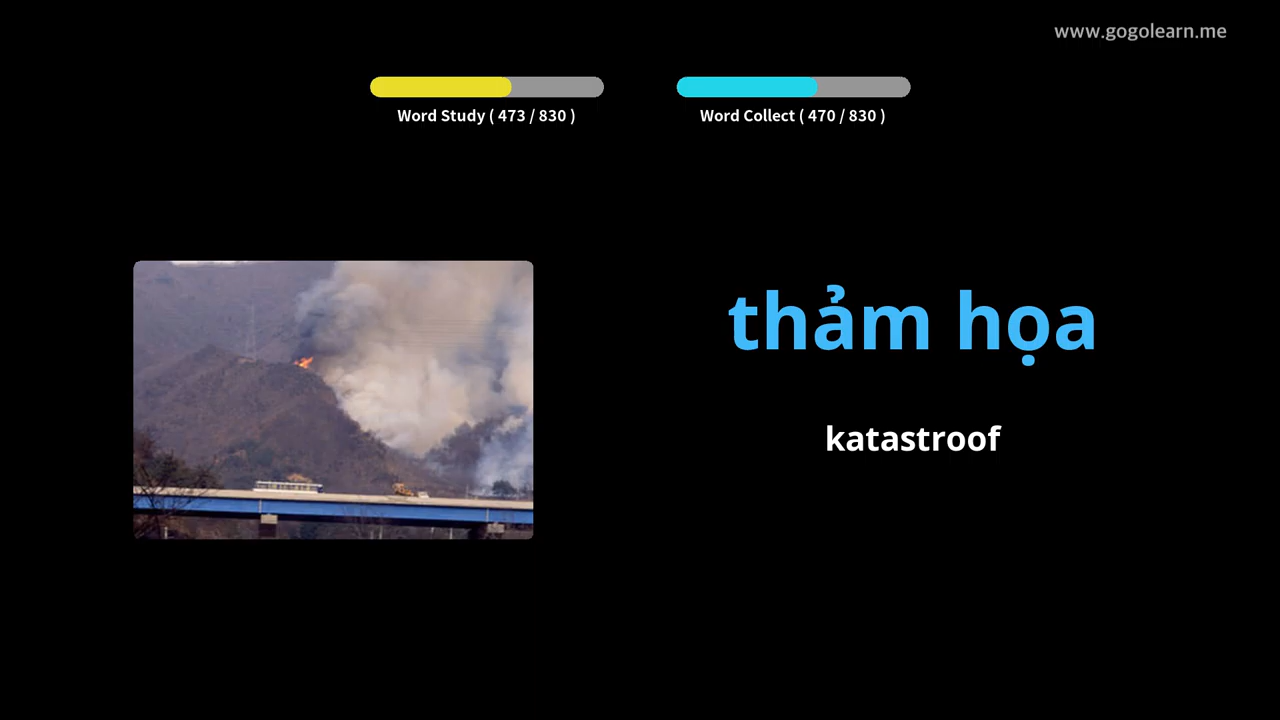 www.gogolearn.me
Word Study ( 473 / 830 )
Word Collect ( 470 / 830 )
thảm họa
katastroof